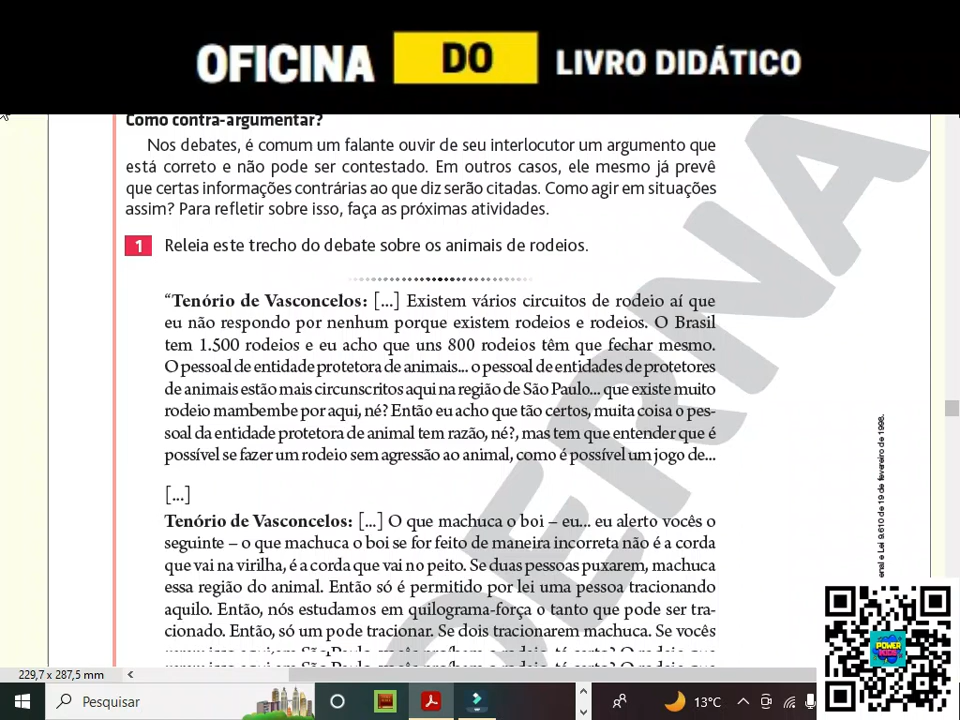 OFICINA DO LIVRO DIDÁTICO
Como contra-argumentar?
Nos debates, é comum um falante ouvir de seu interlocutor um argumento que
está correto e não pode ser contestado. Em outros casos, ele mesmo já prevê
que certas informações contrárias ao que diz serão citadas. Como agir em situações
assim? Para refletir sobre isso, faça as próximas atividades.
1 Releia este trecho do debate sobre os animais de rodeios.
“Tenório de Vasconcelos: [...] Existem vários circuitos de rodeio aí que
eu não respondo por nenhum porque existem rodeios e rodeios. O Brasil
tem 1.500 rodeios e eu acho que uns 800 rodeios têm que fechar mesmo.
O pessoal de entidade protetora de animais... o pessoal de entidades de protetores
de animais estão mais circunscritos aqui na região de São Paulo... que existe muito
rodeio mambembe por aqui, né? Então eu acho que tão certos, muita coisa o pes-
soal da entidade protetora de animal tem razão, né?, mas tem que entender que é
possível se fazer um rodeio sem agressão ao animal, como é possível um jogo de...
[...]
Tenório de Vasconcelos: [...] O que machuca o boi – eu... eu alerto vocês o
seguinte – o que machuca o boi se for feito de maneira incorreta não é a corda
que vai na virilha, é a corda que vai no peito. Se duas pessoas puxarem, machuca
essa região do animal. Então só é permitido por lei uma pessoa tracionando
aquilo. Então, nós estudamos em quilograma-força o tanto que pode ser tra-
cionado. Então, só um pode tracionar. Se dois tracionarem machuca. Se vocês
enal e Lei 9.610 de 19 de fevereiro de 1998.
DERNA
POWER
229,7 x 287,5 mm
Pesquisar
13°C